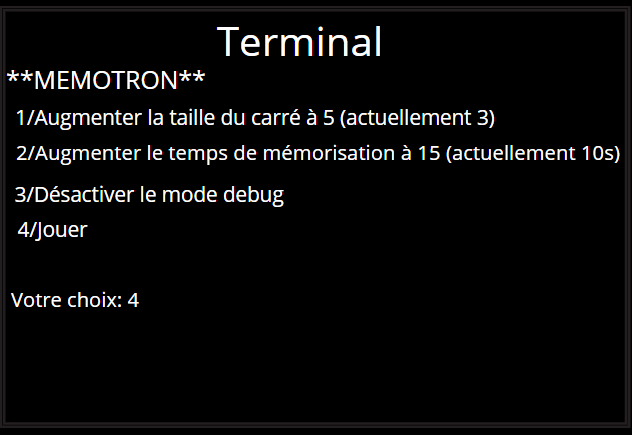 Terminal
**MEMOTRON**
1/Augmenter la taille du carré à 5 (actuellement 3)
2/Augmenter le temps de mémorisation à 15 (actuellement 10s)
3/Désactiver le mode debug
4/Jouer
Votre choix: 4